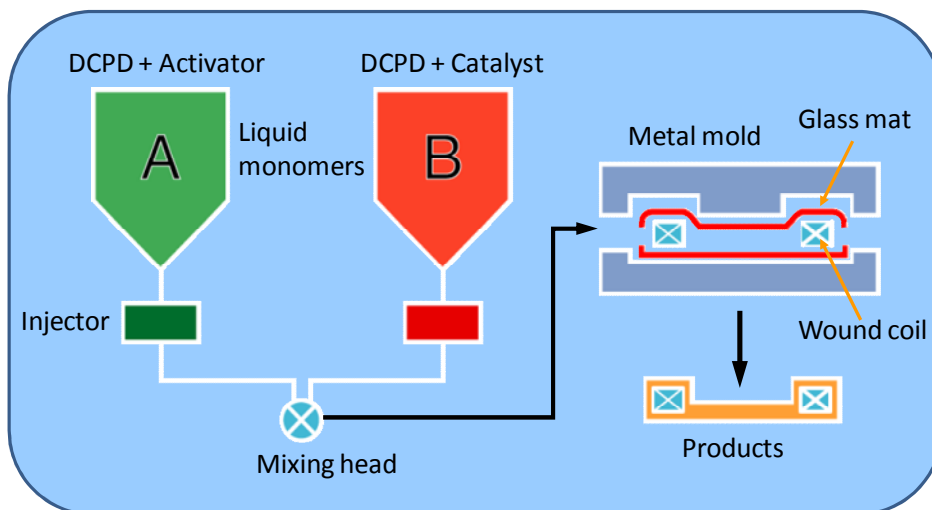 DCPD + Activator
DCPD + Catalyst
A
Liquid
monomers
B
Glass mat
Metal mold
Injector
Wound coil
Mixing head
Products